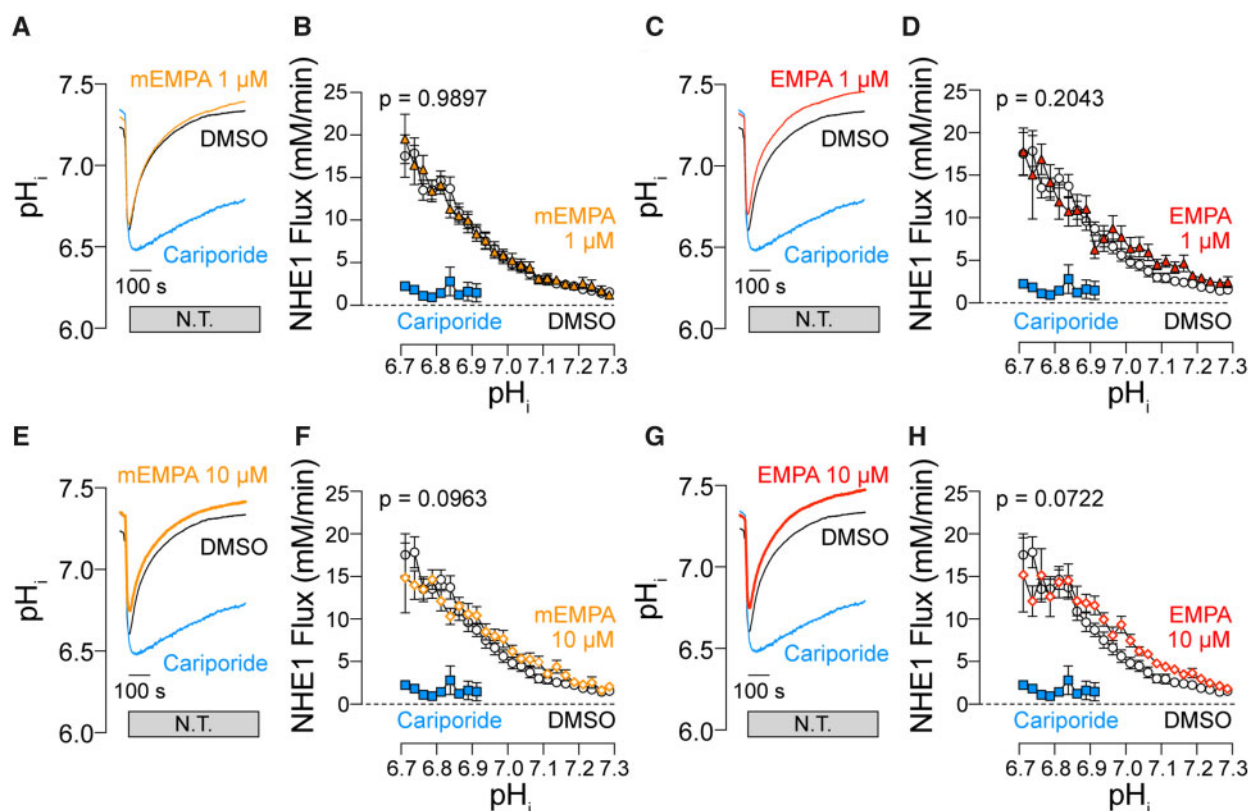 A
7.5
7.0
6.5
6.0
pHi
mEMPA 1 µM
DMSO
Cariporide
100 s
N.T.
B
NHE1 Flux (mM/min)
25
20
15
10
5
0
p = 0.9897
mEMPA
1 µM
Cariporide
DMSO
6.7 6.8 6.9 7.0 7.1 7.2 7.3
pHi
C
7.5
7.0
6.5
6.0
pHi
EMPA 1 µM
DMSO
Cariporide
100 s
N.T.
D
NHE1 Flux (mM/min)
25
20
15
10
5
0
p = 0.2043
EMPA
1 µM
Cariporide
DMSO
6.7 6.8 6.9 7.0 7.1 7.2 7.3
pHi
E
7.5
7.0
6.5
6.0
pHi
mEMPA 10 µM
DMSO
Cariporide
100 s
N.T.
F
NHE1 Flux (mM/min)
25
20
15
10
5
0
p = 0.0963
mEMPA
10 µM
Cariporide
DMSO
6.7 6.8 6.9 7.0 7.1 7.2 7.3
pHi
G
7.5
7.0
6.5
6.0
pHi
EMPA 10 µM
DMSO
Cariporide
100 s
N.T.
H
NHE1 Flux (mM/min)
25
20
15
10
5
0
p = 0.0722
EMPA
10 µM
Cariporide
DMSO
6.7 6.8 6.9 7.0 7.1 7.2 7.3
pHi